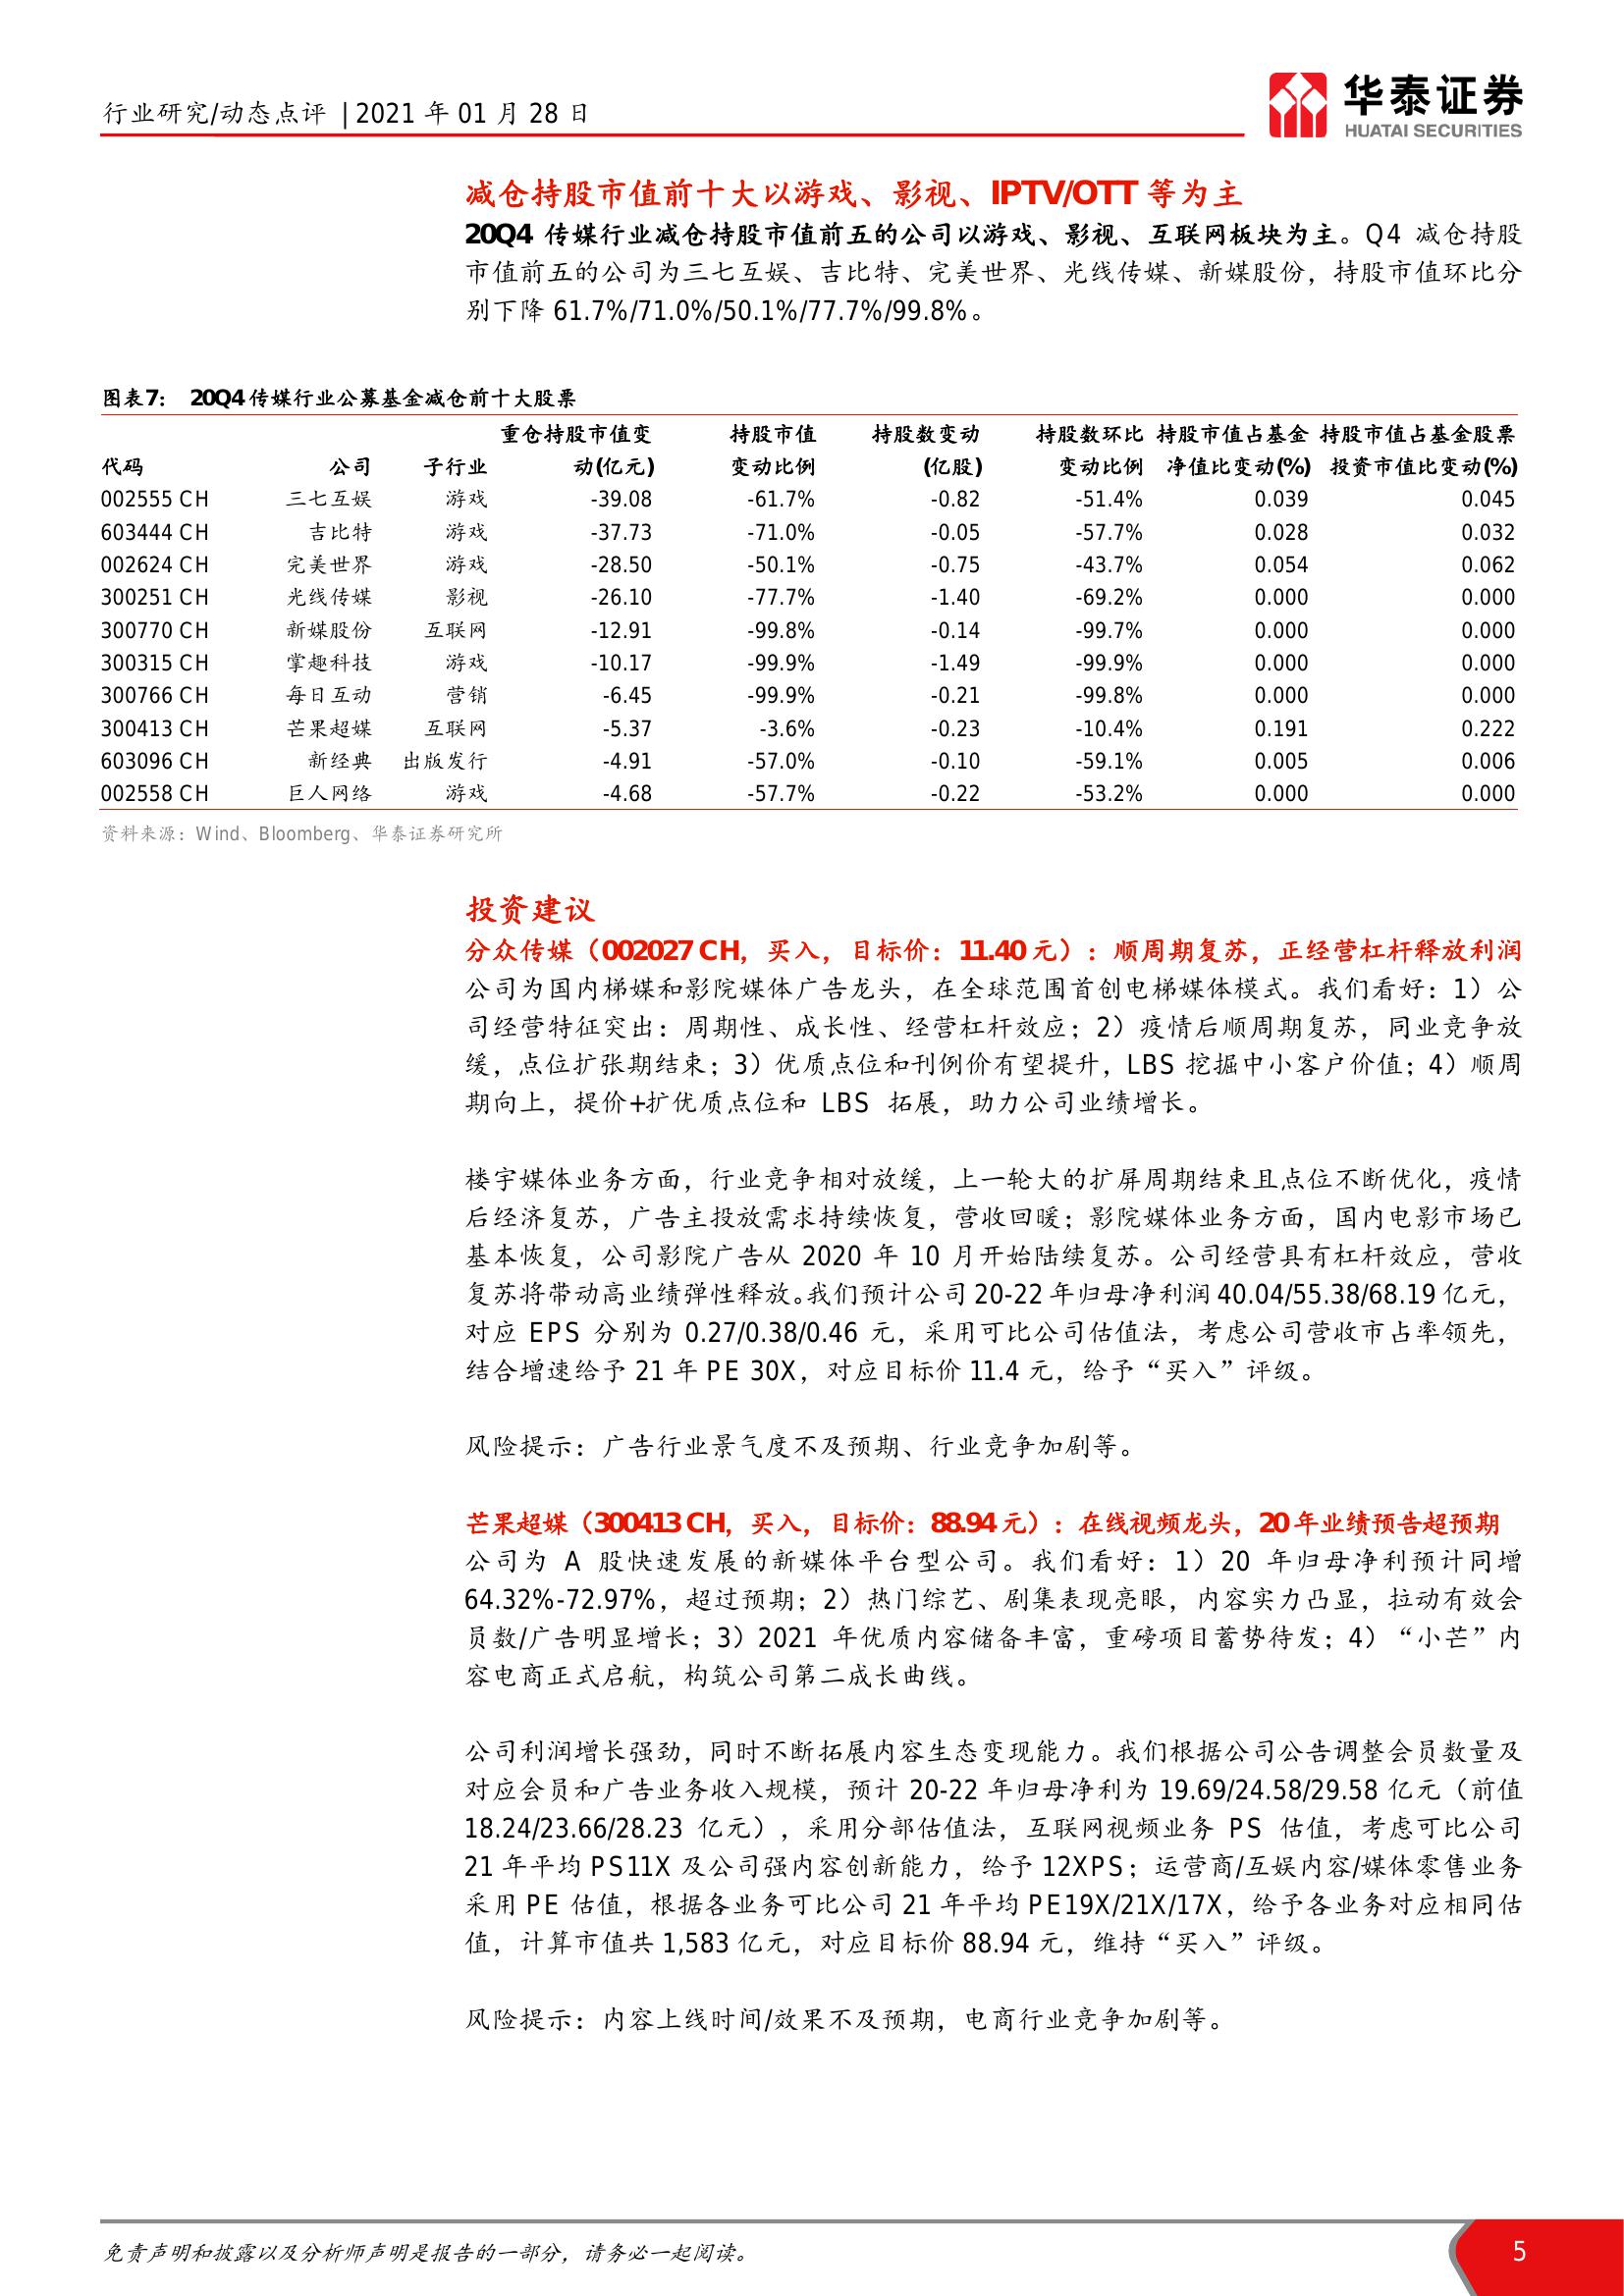 行业研究/动态点评 | 2021 年 01 月 28 日
华泰证券
HUATAI SECURITIES
减仓持股市值前十大以游戏、影视、IPTV/OTT 等为主
20Q4 传媒行业减仓持股市值前五的公司以游戏、影视、互联网板块为主。Q4 减仓持股
市值前五的公司为三七互娱、吉比特、完美世界、光线传媒、新媒股份，持股市值环比分
别下降 61.7%/71.0%/50.1%/77.7%/99.8%。
图表7： 20Q4 传媒行业公募基金减仓前十大股票
重仓持股市值变 持股市值 持股数变动 持股数环比 持股市值占基金 持股市值占基金股票
代码 公司 子行业 动(亿元) 变动比例 (亿股) 变动比例 净值比变动(%) 投资市值比变动(%)
002555 CH 三七互娱 游戏 -39.08 -61.7% -0.82 -51.4% 0.039 0.045
603444 CH 吉比特 游戏 -37.73 -71.0% -0.05 -57.7% 0.028 0.032
002624 CH 完美世界 游戏 -28.50 -50.1% -0.75 -43.7% 0.054 0.062
300251 CH 光线传媒 影视 -26.10 -77.7% -1.40 -69.2% 0.000 0.000
300770 CH 新媒股份 互联网 -12.91 -99.8% -0.14 -99.7% 0.000 0.000
300315 CH 掌趣科技 游戏 -10.17 -99.9% -1.49 -99.9% 0.000 0.000
300766 CH 每日互动 营销 -6.45 -99.9% -0.21 -99.8% 0.000 0.000
300413 CH 芒果超媒 互联网 -5.37 -3.6% -0.23 -10.4% 0.191 0.222
603096 CH 新经典 出版发行 -4.91 -57.0% -0.10 -59.1% 0.005 0.006
002558 CH 巨人网络 游戏 -4.68 -57.7% -0.22 -53.2% 0.000 0.000
资料来源：Wind、Bloomberg、华泰证券研究所
投资建议
分众传媒（002027 CH，买入，目标价：11.40 元）：顺周期复苏，正经营杠杆释放利润
公司为国内梯媒和影院媒体广告龙头，在全球范围首创电梯媒体模式。我们看好：1）公
司经营特征突出：周期性、成长性、经营杠杆效应；2）疫情后顺周期复苏，同业竞争放
缓，点位扩张期结束；3）优质点位和刊例价有望提升，LBS 挖掘中小客户价值；4）顺周
期向上，提价+扩优质点位和 LBS 拓展，助力公司业绩增长。
楼宇媒体业务方面，行业竞争相对放缓，上一轮大的扩屏周期结束且点位不断优化，疫情
后经济复苏，广告主投放需求持续恢复，营收回暖；影院媒体业务方面，国内电影市场已
基本恢复，公司影院广告从 2020 年 10 月开始陆续复苏。公司经营具有杠杆效应，营收
复苏将带动高业绩弹性释放。我们预计公司 20-22 年归母净利润 40.04/55.38/68.19 亿元，
对应 EPS 分别为 0.27/0.38/0.46 元，采用可比公司估值法，考虑公司营收市占率领先，
结合增速给予 21 年 PE 30X，对应目标价 11.4 元，给予“买入”评级。
风险提示：广告行业景气度不及预期、行业竞争加剧等。
芒果超媒（300413 CH，买入，目标价：88.94 元）：在线视频龙头，20 年业绩预告超预期
公司为 A 股快速发展的新媒体平台型公司。我们看好：1）20 年归母净利预计同增
64.32%-72.97%，超过预期；2）热门综艺、剧集表现亮眼，内容实力凸显，拉动有效会
员数/广告明显增长；3）2021 年优质内容储备丰富，重磅项目蓄势待发；4）“小芒”内
容电商正式启航，构筑公司第二成长曲线。
公司利润增长强劲，同时不断拓展内容生态变现能力。我们根据公司公告调整会员数量及
对应会员和广告业务收入规模，预计 20-22 年归母净利为 19.69/24.58/29.58 亿元（前值
18.24/23.66/28.23 亿元），采用分部估值法，互联网视频业务 PS 估值，考虑可比公司
21 年平均 PS11X 及公司强内容创新能力，给予 12XPS；运营商/互娱内容/媒体零售业务
采用 PE 估值，根据各业务可比公司 21 年平均 PE19X/21X/17X，给予各业务对应相同估
值，计算市值共 1,583 亿元，对应目标价 88.94 元，维持“买入”评级。
风险提示：内容上线时间/效果不及预期，电商行业竞争加剧等。
免责声明和披露以及分析师声明是报告的一部分，请务必一起阅读。
5